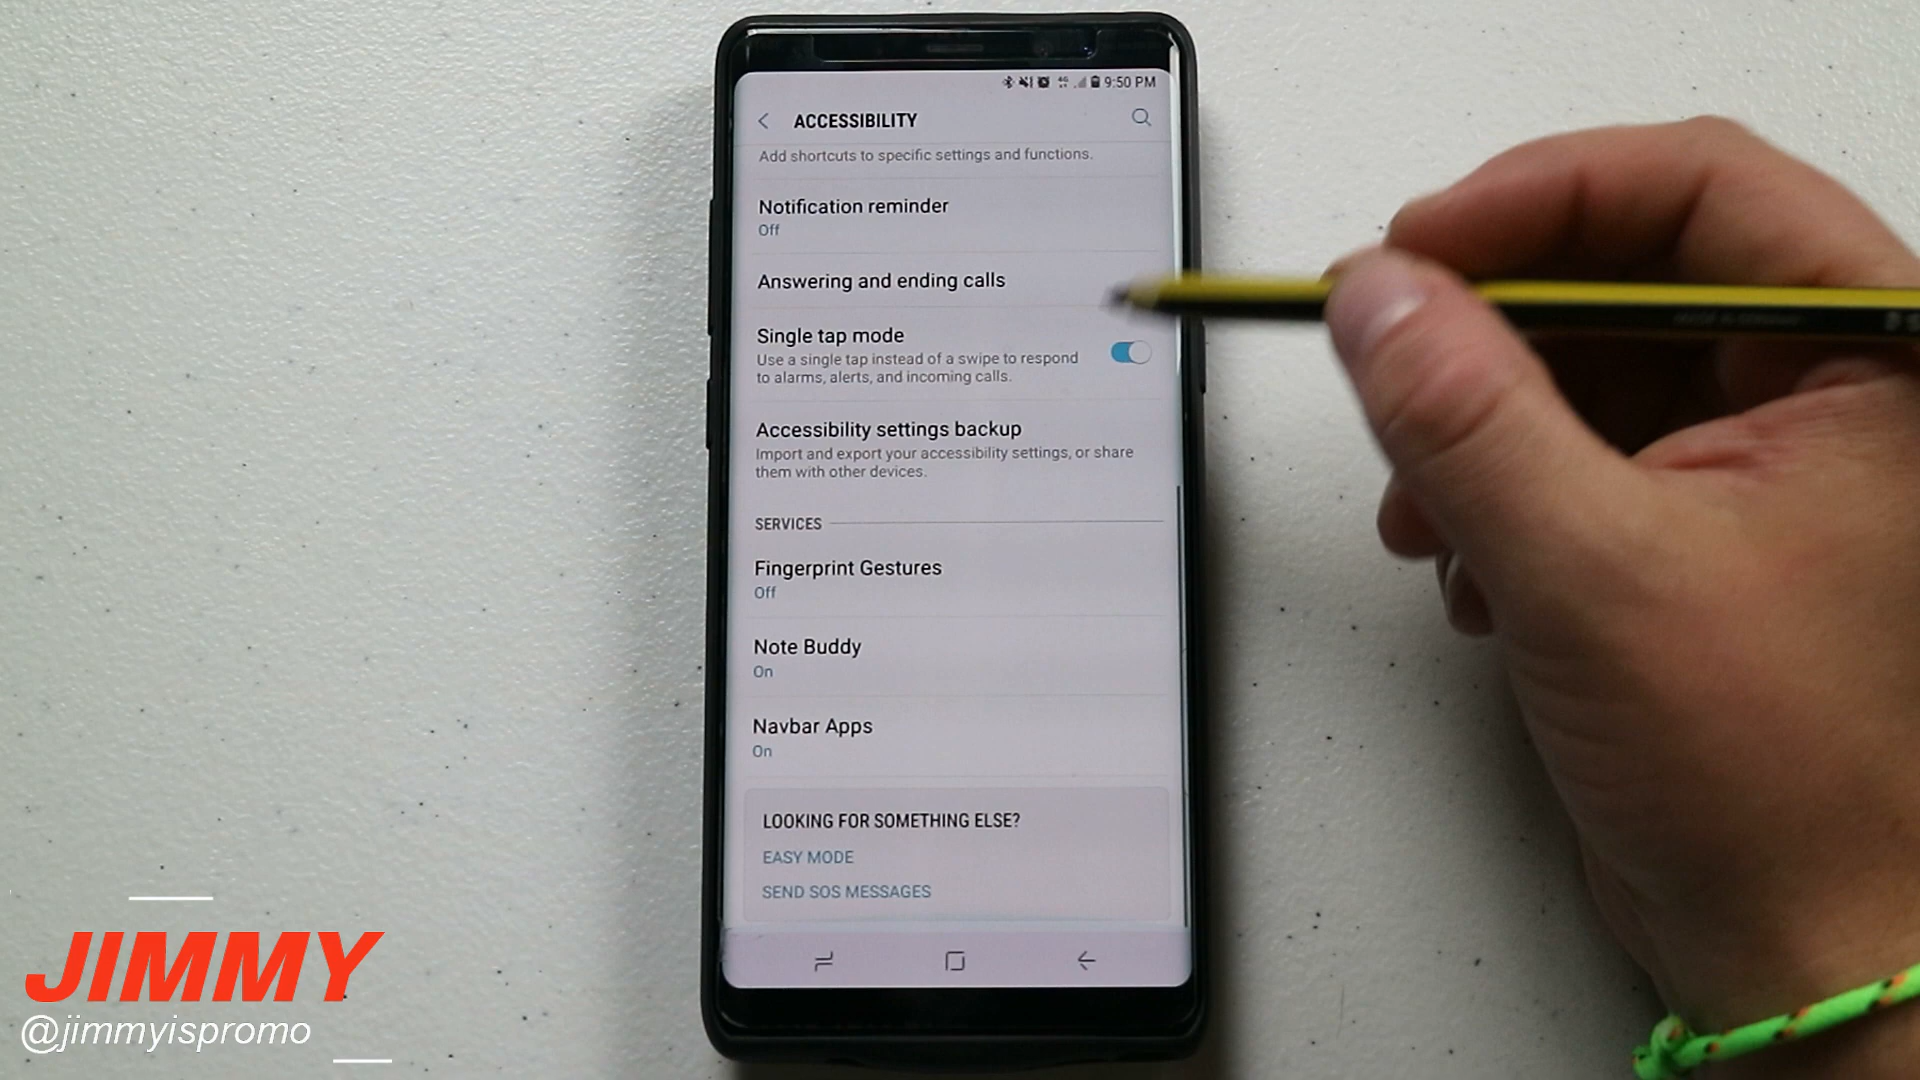 4G 9:50 PM
ACCESSIBILITY
Add shortcuts to specific settings and functions.
Notification reminder
Off
Answering and ending calls
Single tap mode
Use a single tap instead of a swipe to respond
to alarms, alerts, and incoming calls.
Accessibility settings backup
Import and export your accessibility settings, or share
them with other devices.
SERVICES
Fingerprint Gestures
Off
Note Buddy
On
Navbar Apps
On
LOOKING FOR SOMETHING ELSE?
EASY MODE
SEND SOS MESSAGES
JIMMY
@jimmyispromo